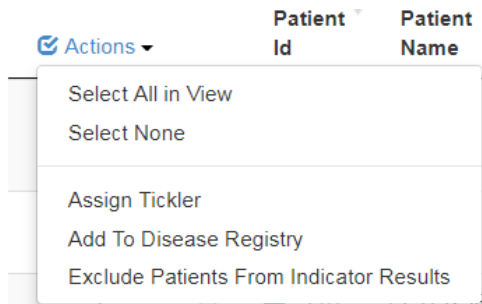 Patient Patient
Actions Id Name
Select All in View
Select None
Assign Tickler
Add To Disease Registry
Exclude Patients From Indicator Results